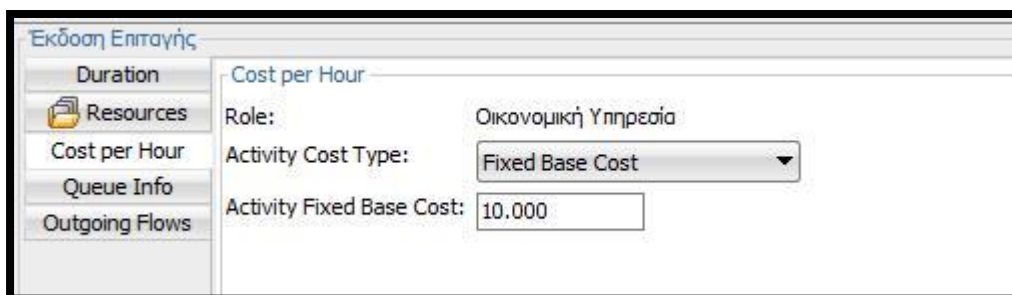 Έκδοση Επιταγής
Duration
Resources
Cost per Hour
Queue Info
Outgoing Flows
Cost per Hour
Role: Οικονομική Υπηρεσία
Activity Cost Type: Fixed Base Cost
Activity Fixed Base Cost: 10.000